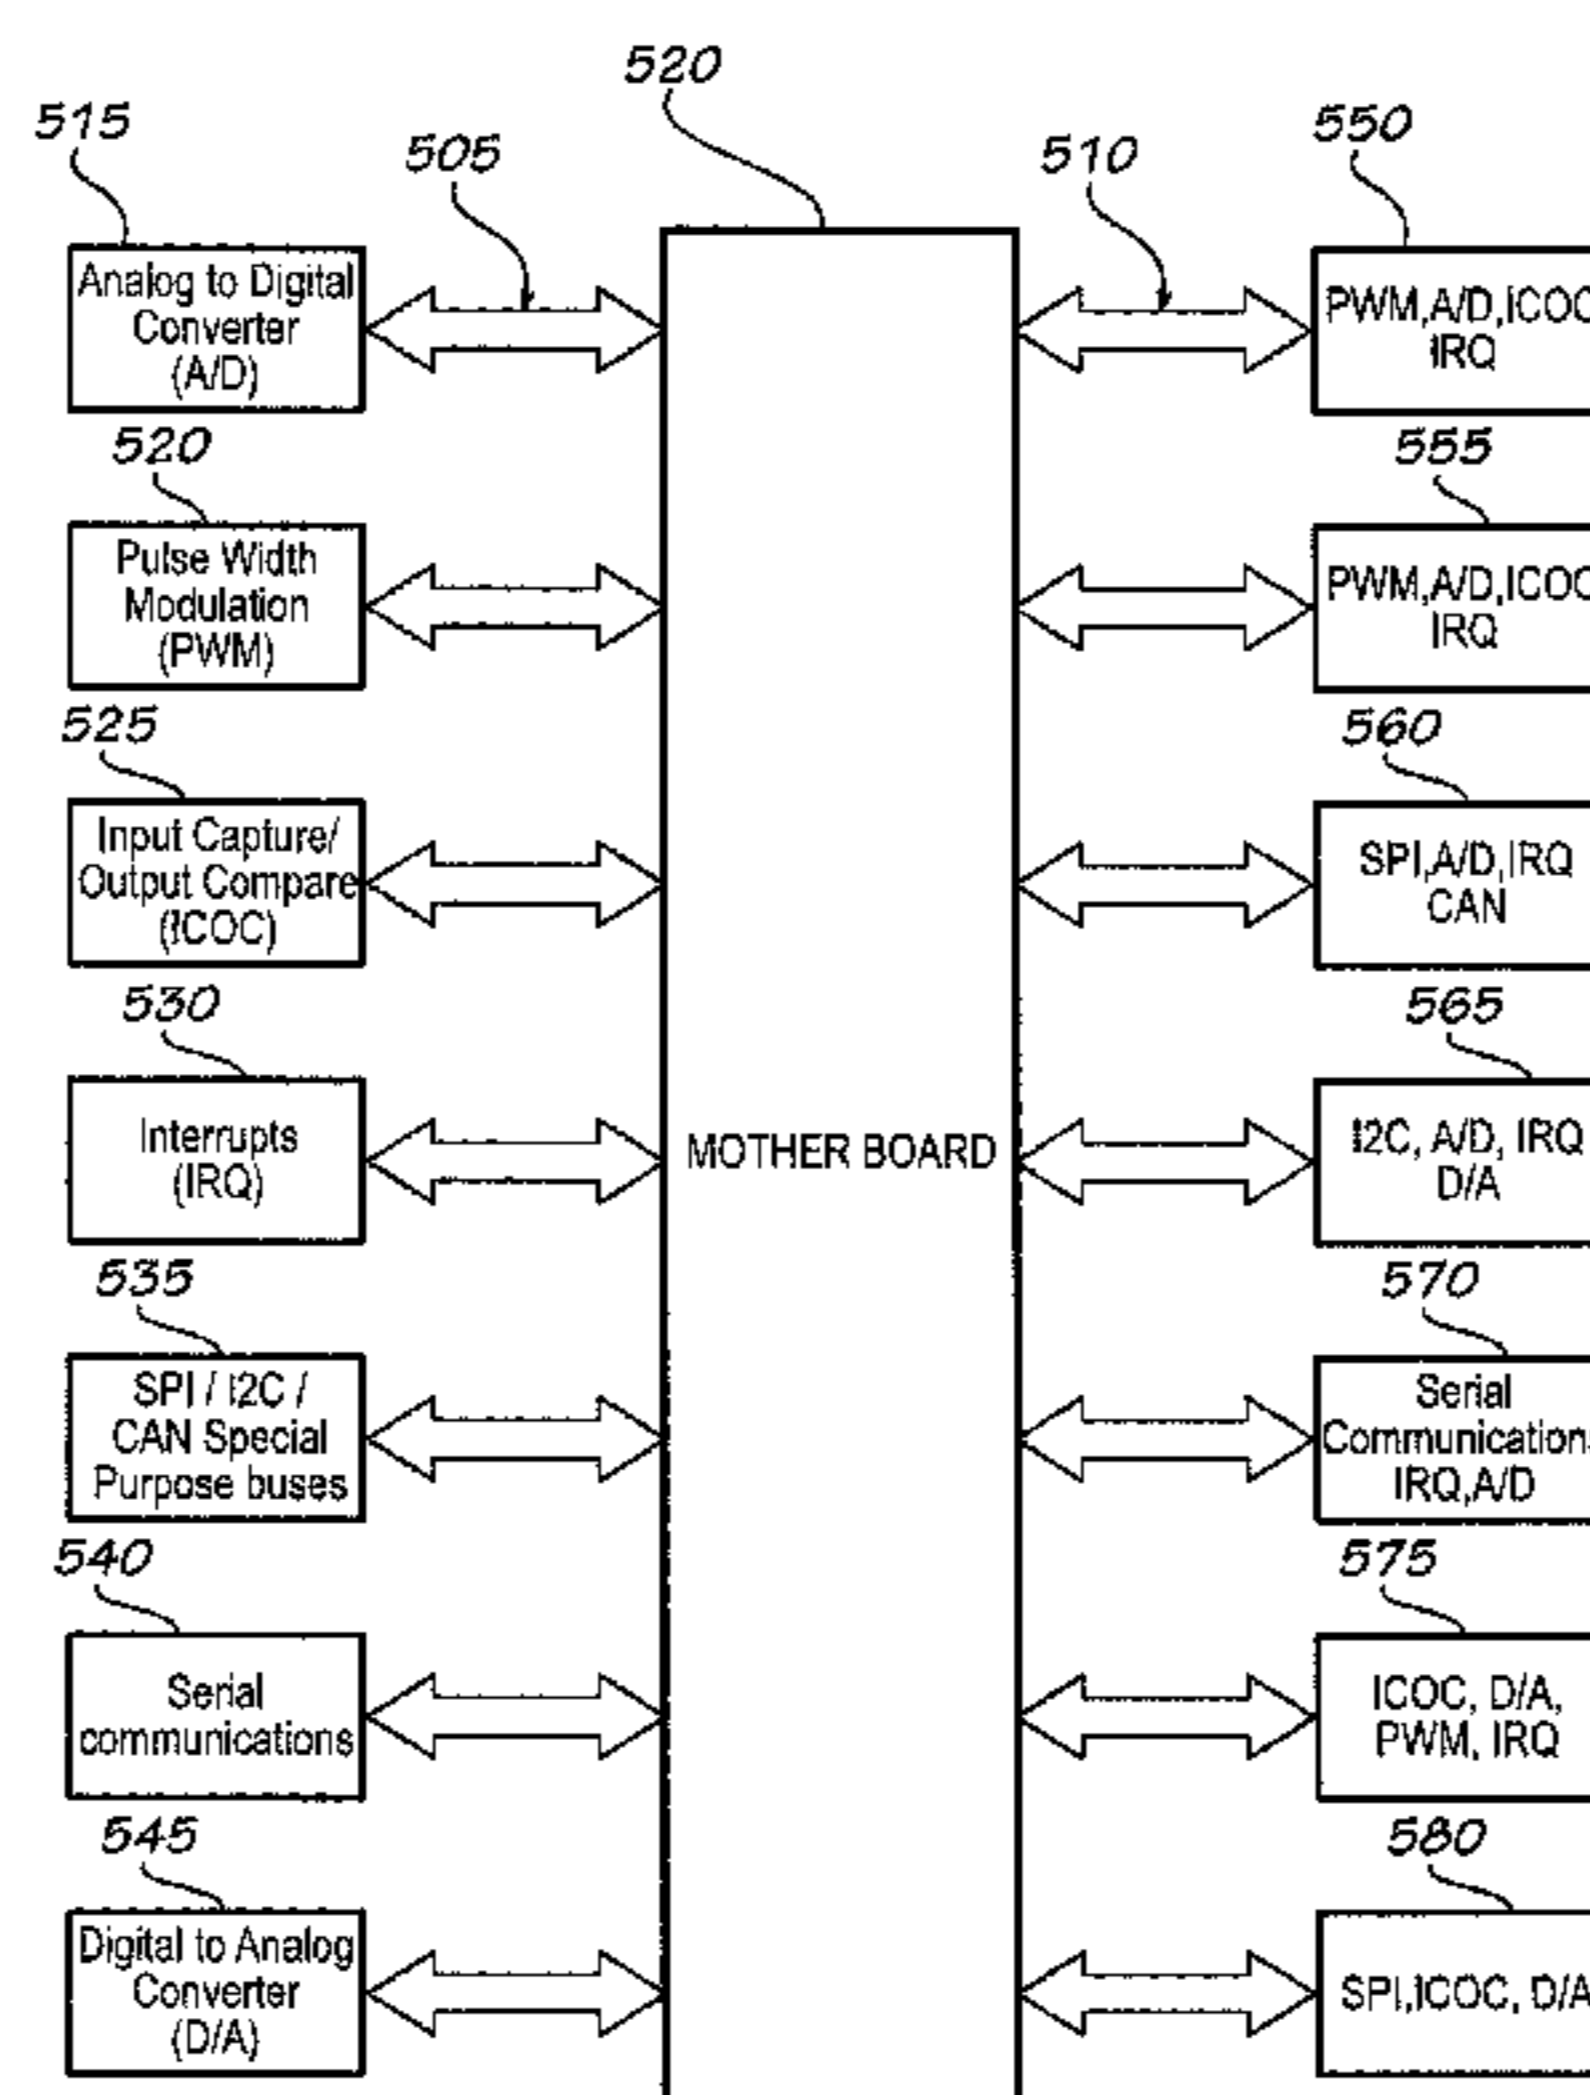 520
515
505
510
550
Analog to Digital
Converter
(A/D)
PWM,A/D,ICOC
IRQ
520
555
Pulse Width
Modulation
(PWM)
PWM,A/D,ICOC
IRQ
525
560
Input Capture/
Output Compare
(ICOC)
SPI,A/D,IRQ
CAN
530
565
Interrupts
(IRQ)
MOTHER BOARD
I2C, A/D, IRQ
D/A
535
570
SPI / I2C /
CAN Special
Purpose buses
Serial
Communications
IRQ,A/D
540
575
Serial
communications
ICOC, D/A,
PWM, IRQ
545
580
Digital to Analog
Converter
(D/A)
SPI,ICOC, D/A